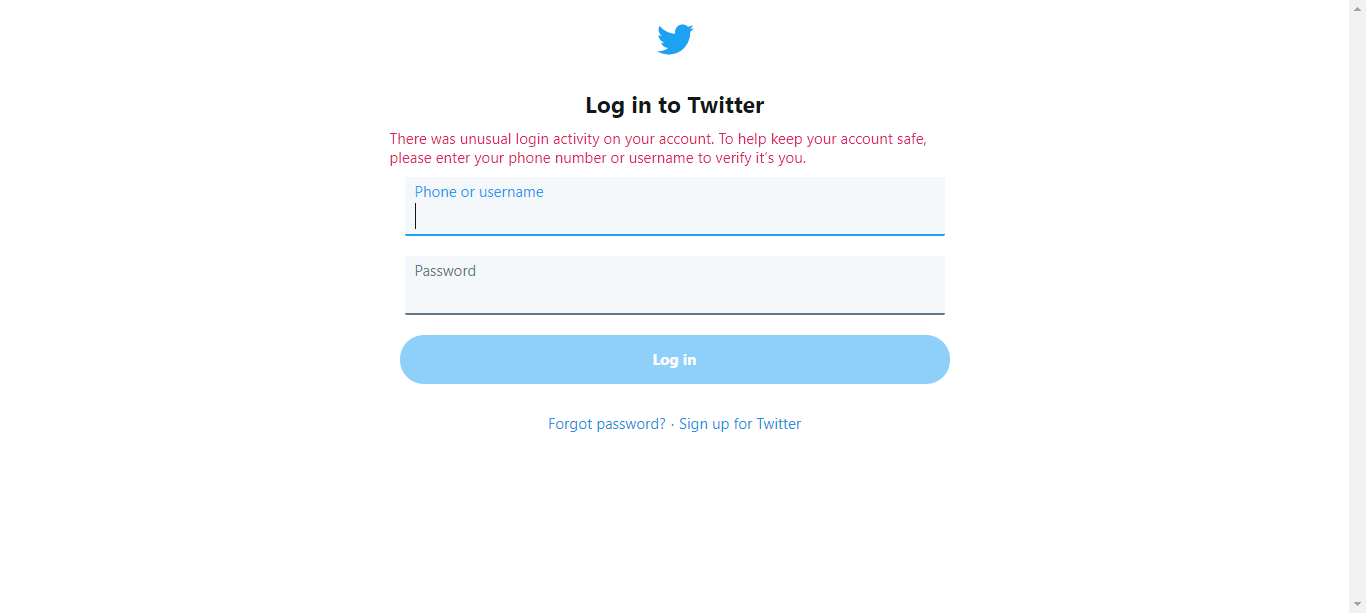 Log in to Twitter
There was unusual login activity on your account. To help keep your account safe,
please enter your phone number or username to verify it’s you.
Phone or username
Password
Log in
Forgot password? · Sign up for Twitter